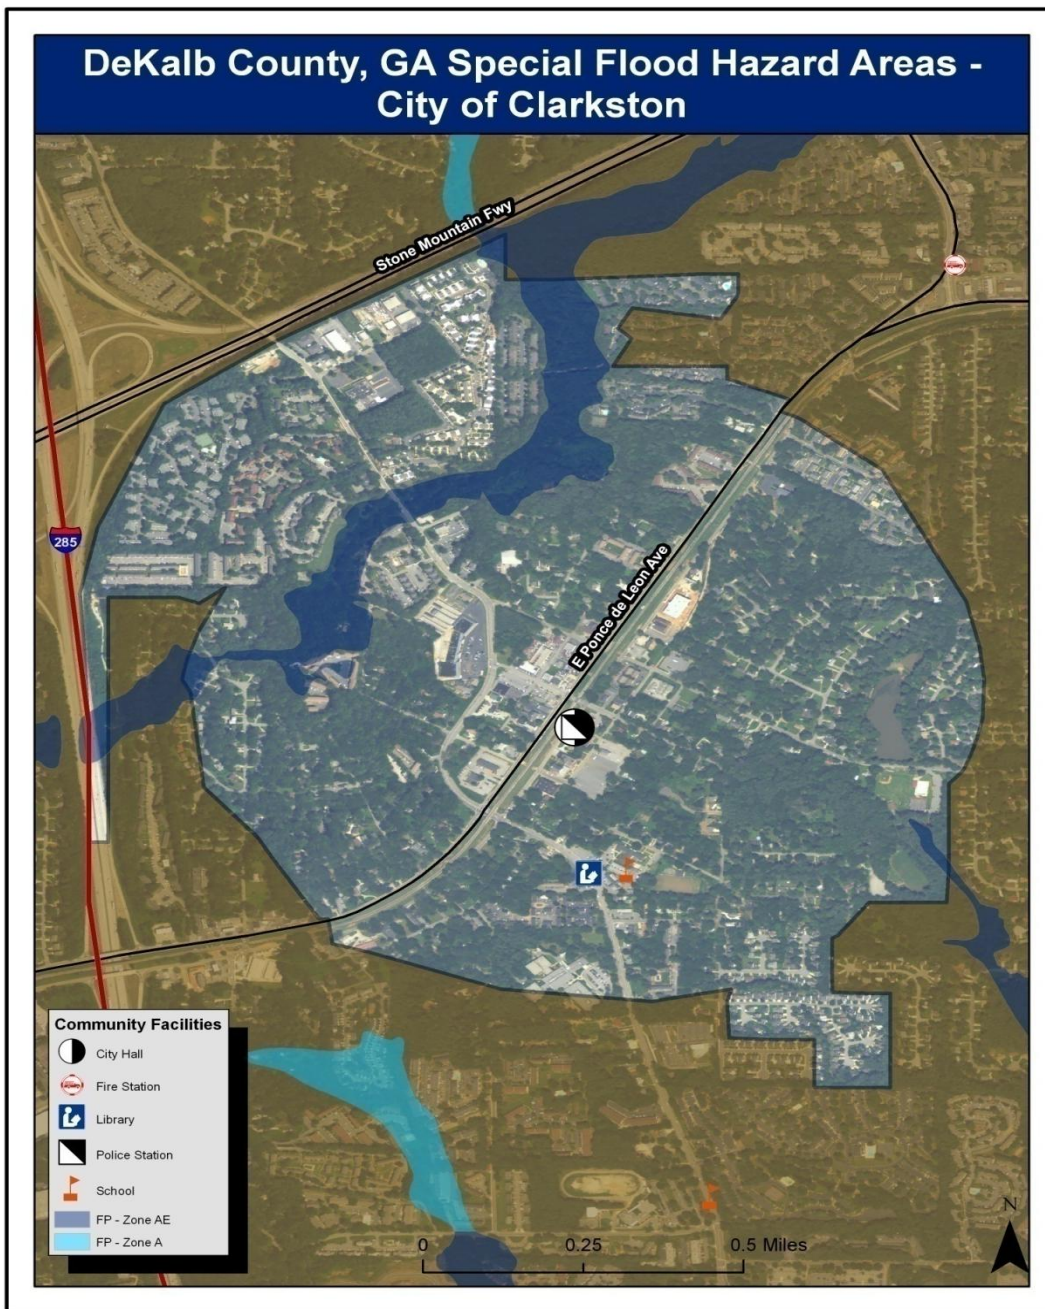 DeKalb County, GA Special Flood Hazard Areas -
City of Clarkston
Stone Mountain Fwy
285
E Ponce de Leon Ave
Community Facilities
City Hall
Fire Station
Library
Police Station
School
FP - Zone AE
FP - Zone A
0 0.25 0.5 Miles
N